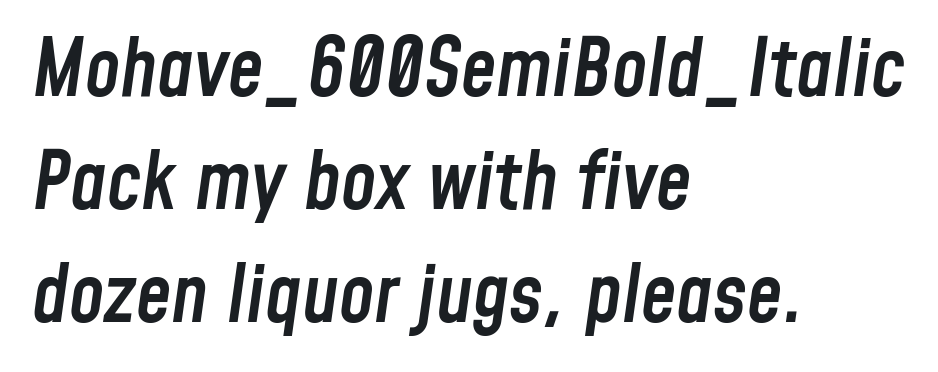 Mohave_600SemiBold_Italic
Pack my box with five
dozen liquor jugs, please.